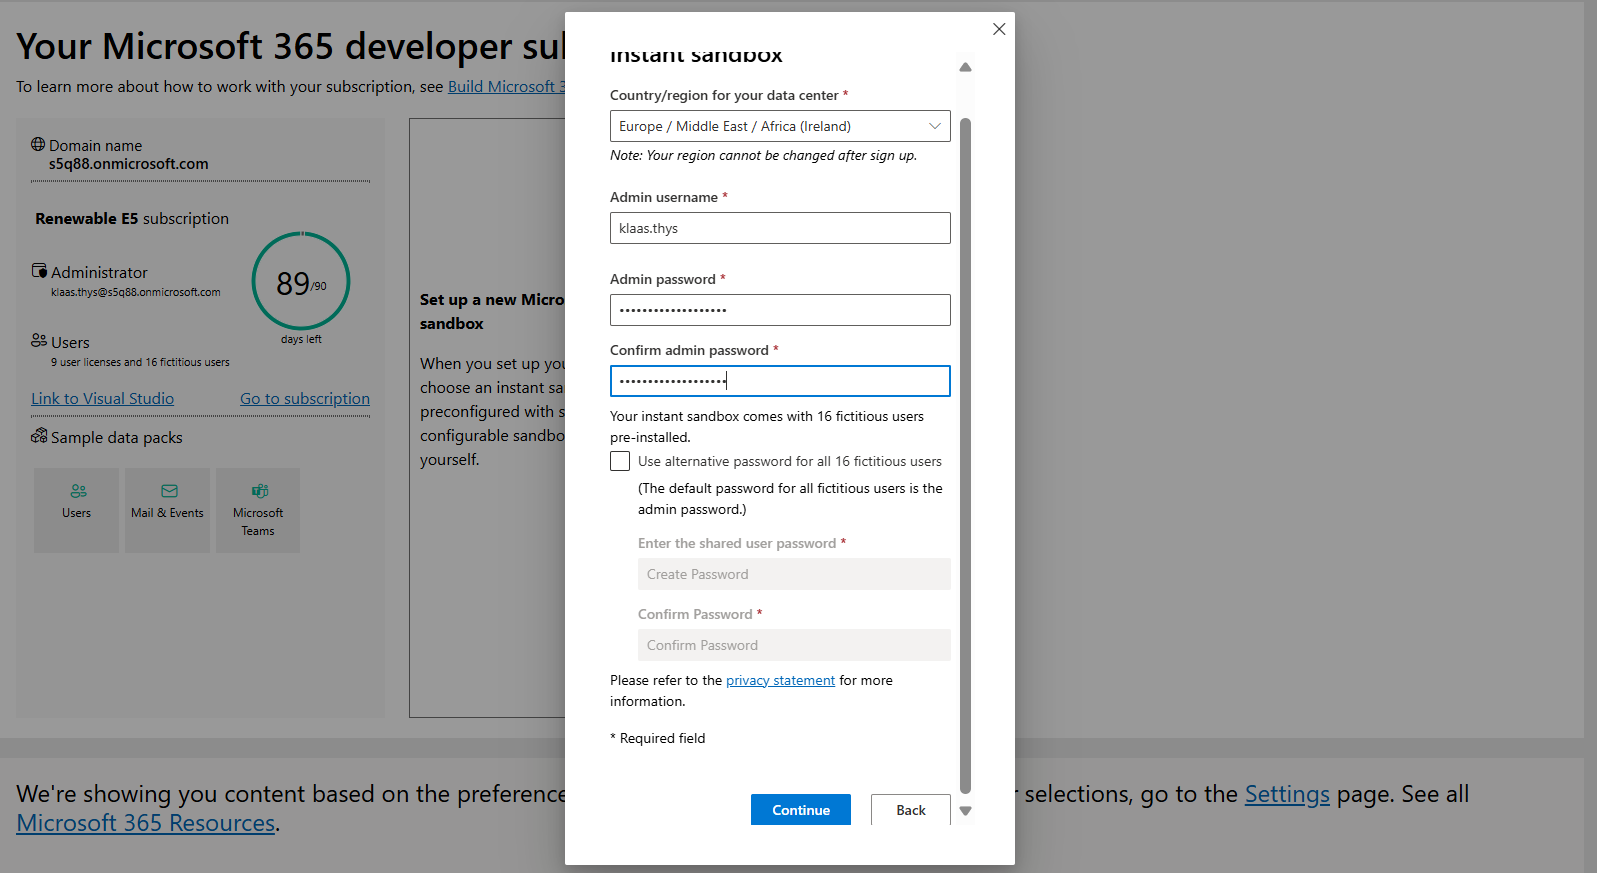 Your Microsoft 365 developer su
To learn more about how to work with your subscription, see Build Microsoft 3
Domain name
s5q88.onmicrosoft.com
Renewable E5 subscription
Administrator
klaas.thys@s5q88.onmicrosoft.com
89/90
days left
Users
9 user licenses and 16 fictitious users
Link to Visual Studio
Go to subscription
Sample data packs
Users
Mail & Events
Microsoft
Teams
Set up a new Micro
sandbox
When you set up you
choose an instant sa
preconfigured with s
configurable sandbo
yourself.
Instant sandbox
Country/region for your data center *
Europe / Middle East / Africa (Ireland)
Note: Your region cannot be changed after sign up.
Admin username *
klaas.thys
Admin password *
•••••••••••••••••••
Confirm admin password *
•••••••••••••••••••
Your instant sandbox comes with 16 fictitious users
pre-installed.
Use alternative password for all 16 fictitious users
(The default password for all fictitious users is the
admin password.)
Enter the shared user password *
Create Password
Confirm Password *
Confirm Password
Please refer to the privacy statement for more
information.
* Required field
Continue
Back
We're showing you content based on the preference
r selections, go to the Settings page. See all
Microsoft 365 Resources.